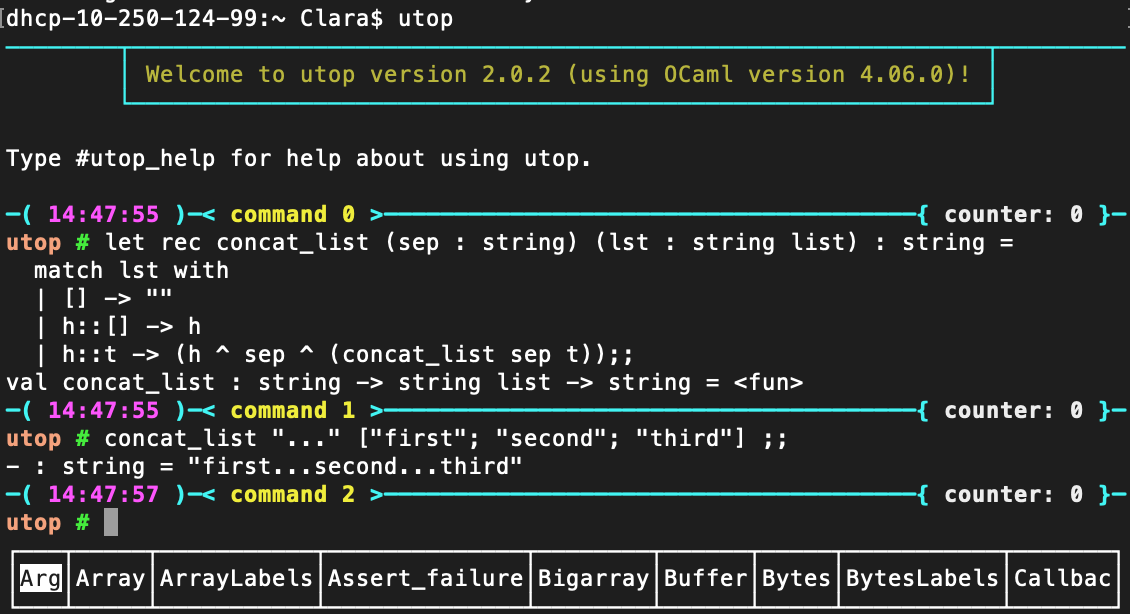 dhcp-10-250-124-99:~ Clara$ utop
Welcome to utop version 2.0.2 (using OCaml version 4.06.0)!
Type #utop_help for help about using utop.
─( 14:47:55 )─< command 0 >──────────────────────────────────────{ counter: 0 }─
utop # let rec concat_list (sep : string) (lst : string list) : string =
  match lst with
  | [] -> ""
  | h::[] -> h
  | h::t -> (h ^ sep ^ (concat_list sep t));;
val concat_list : string -> string list -> string = <fun>
─( 14:47:55 )─< command 1 >──────────────────────────────────────{ counter: 0 }─
utop # concat_list "..." ["first"; "second"; "third"] ;;
- : string = "first...second...third"
─( 14:47:57 )─< command 2 >──────────────────────────────────────{ counter: 0 }─
utop #
Arg Array ArrayLabels Assert_failure Bigarray Buffer Bytes BytesLabels Callbac